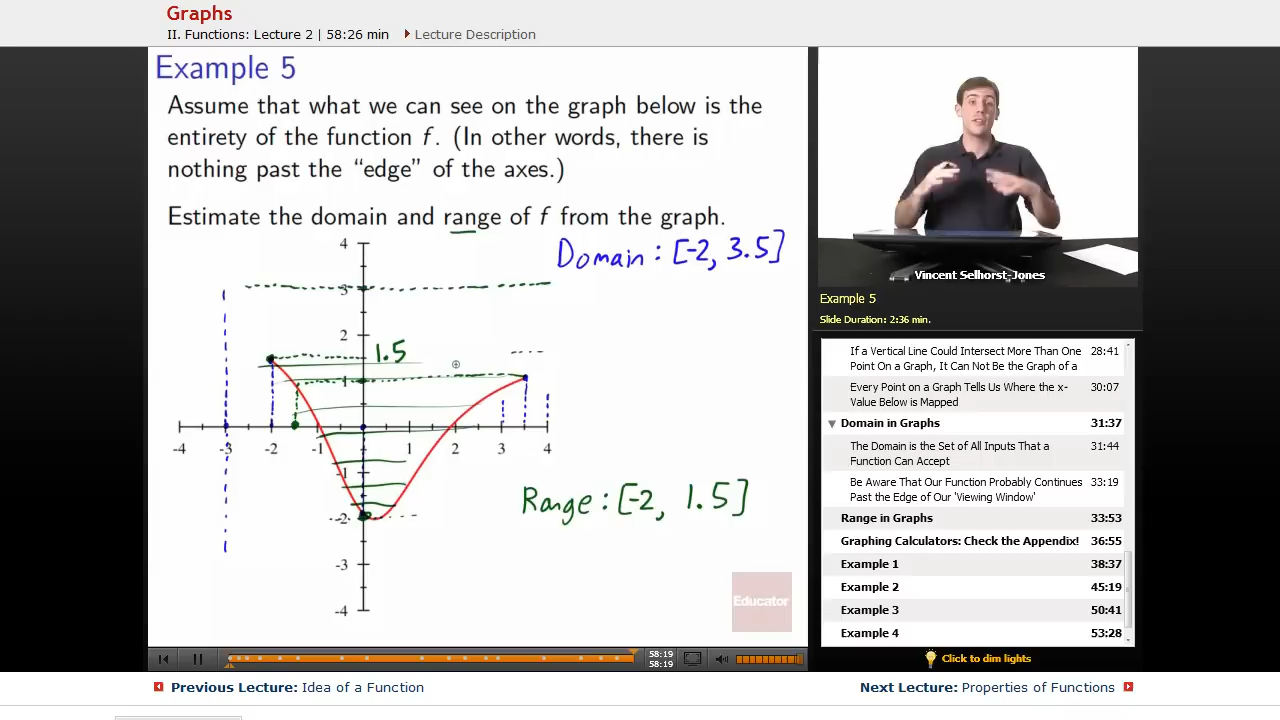 Graphs
II. Functions: Lecture 2 | 58:26 min
Lecture Description
Example 5
Assume that what we can see on the graph below is the
entirety of the function f. (In other words, there is
nothing past the “edge” of the axes.)
Estimate the domain and range of f from the graph.
Domain: [-2, 3.5]
4
3
2
1.5
1
-4 -3 -2 -1 1 2 3 4
-1
-2
-3
-4
Range: [-2, 1.5]
Educator
Vincent Selhorst-Jones
Example 5
Slide Duration: 2:36 min.
If a Vertical Line Could Intersect More Than One 28:41
Point On a Graph, It Can Not Be the Graph of a
Every Point on a Graph Tells Us Where the x- 30:07
Value Below is Mapped
Domain in Graphs 31:37
The Domain is the Set of All Inputs That a 31:44
Function Can Accept
Be Aware That Our Function Probably Continues 33:19
Past the Edge of Our 'Viewing Window'
Range in Graphs 33:53
Graphing Calculators: Check the Appendix! 36:55
Example 1 38:37
Example 2 45:19
Example 3 50:41
Example 4 53:28
58:19
58:19
Click to dim lights
Previous Lecture: Idea of a Function
Next Lecture: Properties of Functions